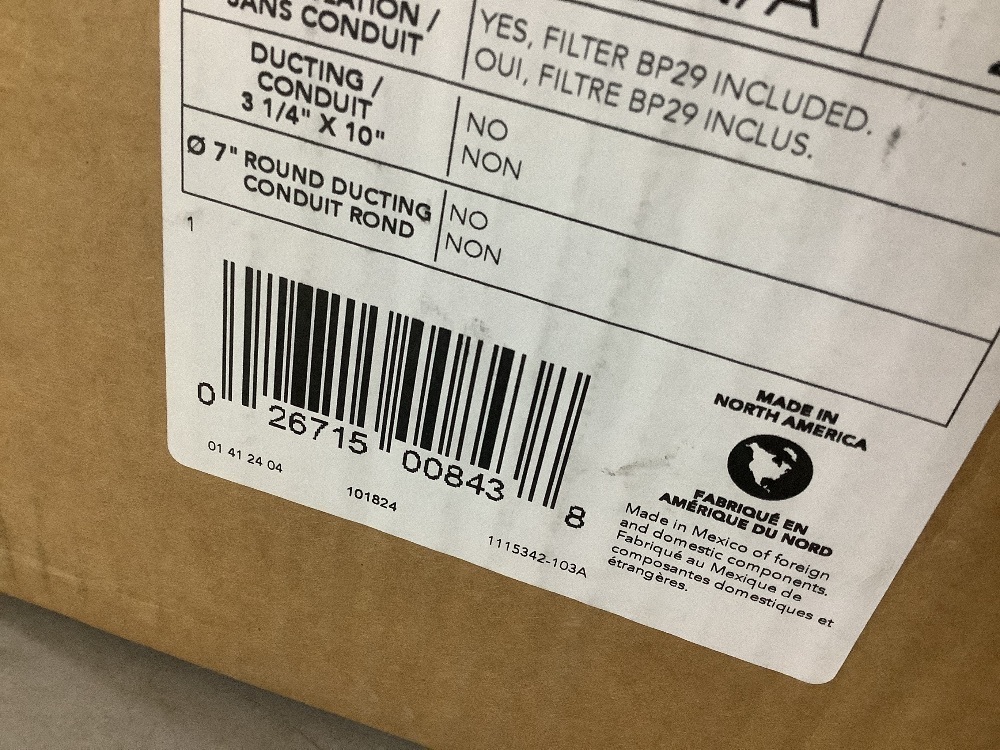 SANS CONDUIT
YES, FILTER BP29 INCLUDED.
OUI, FILTRE BP29 INCLUS.
DUCTING /
CONDUIT
3 1/4" X 10"
NO
NON
Ø 7" ROUND DUCTING
CONDUIT ROND
NO
NON
1
0 26715 00843 8
01 41 24 04
101824
1115342-103A
MADE IN
NORTH AMERICA
FABRIQUÉ EN
AMÉRIQUE DU NORD
Made in Mexico of foreign
and domestic components.
Fabriqué au Mexique de
composantes domestiques et
étrangères.